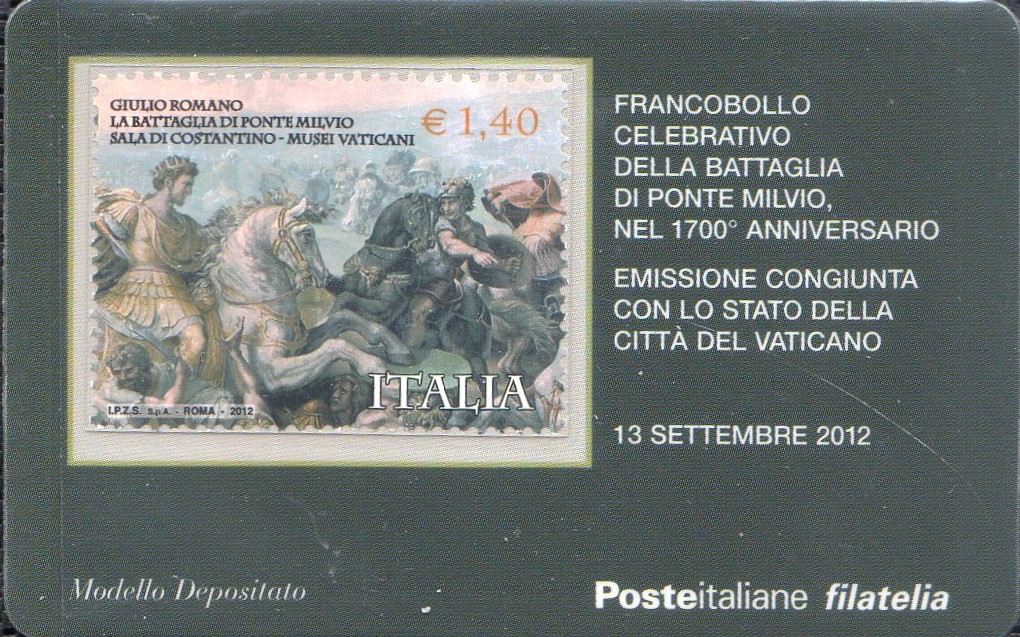 GIULIO ROMANO
LA BATTAGLIA DI PONTE MILVIO
SALA DI COSTANTINO - MUSEI VATICANI
€ 1,40
ITALIA
I.P.Z.S. S.p.A. - ROMA - 2012
FRANCOBOLLO
CELEBRATIVO
DELLA BATTAGLIA
DI PONTE MILVIO,
NEL 1700° ANNIVERSARIO
EMISSIONE CONGIUNTA
CON LO STATO DELLA
CITTÀ DEL VATICANO
13 SETTEMBRE 2012
Modello Depositato
Posteitaliane filatelia